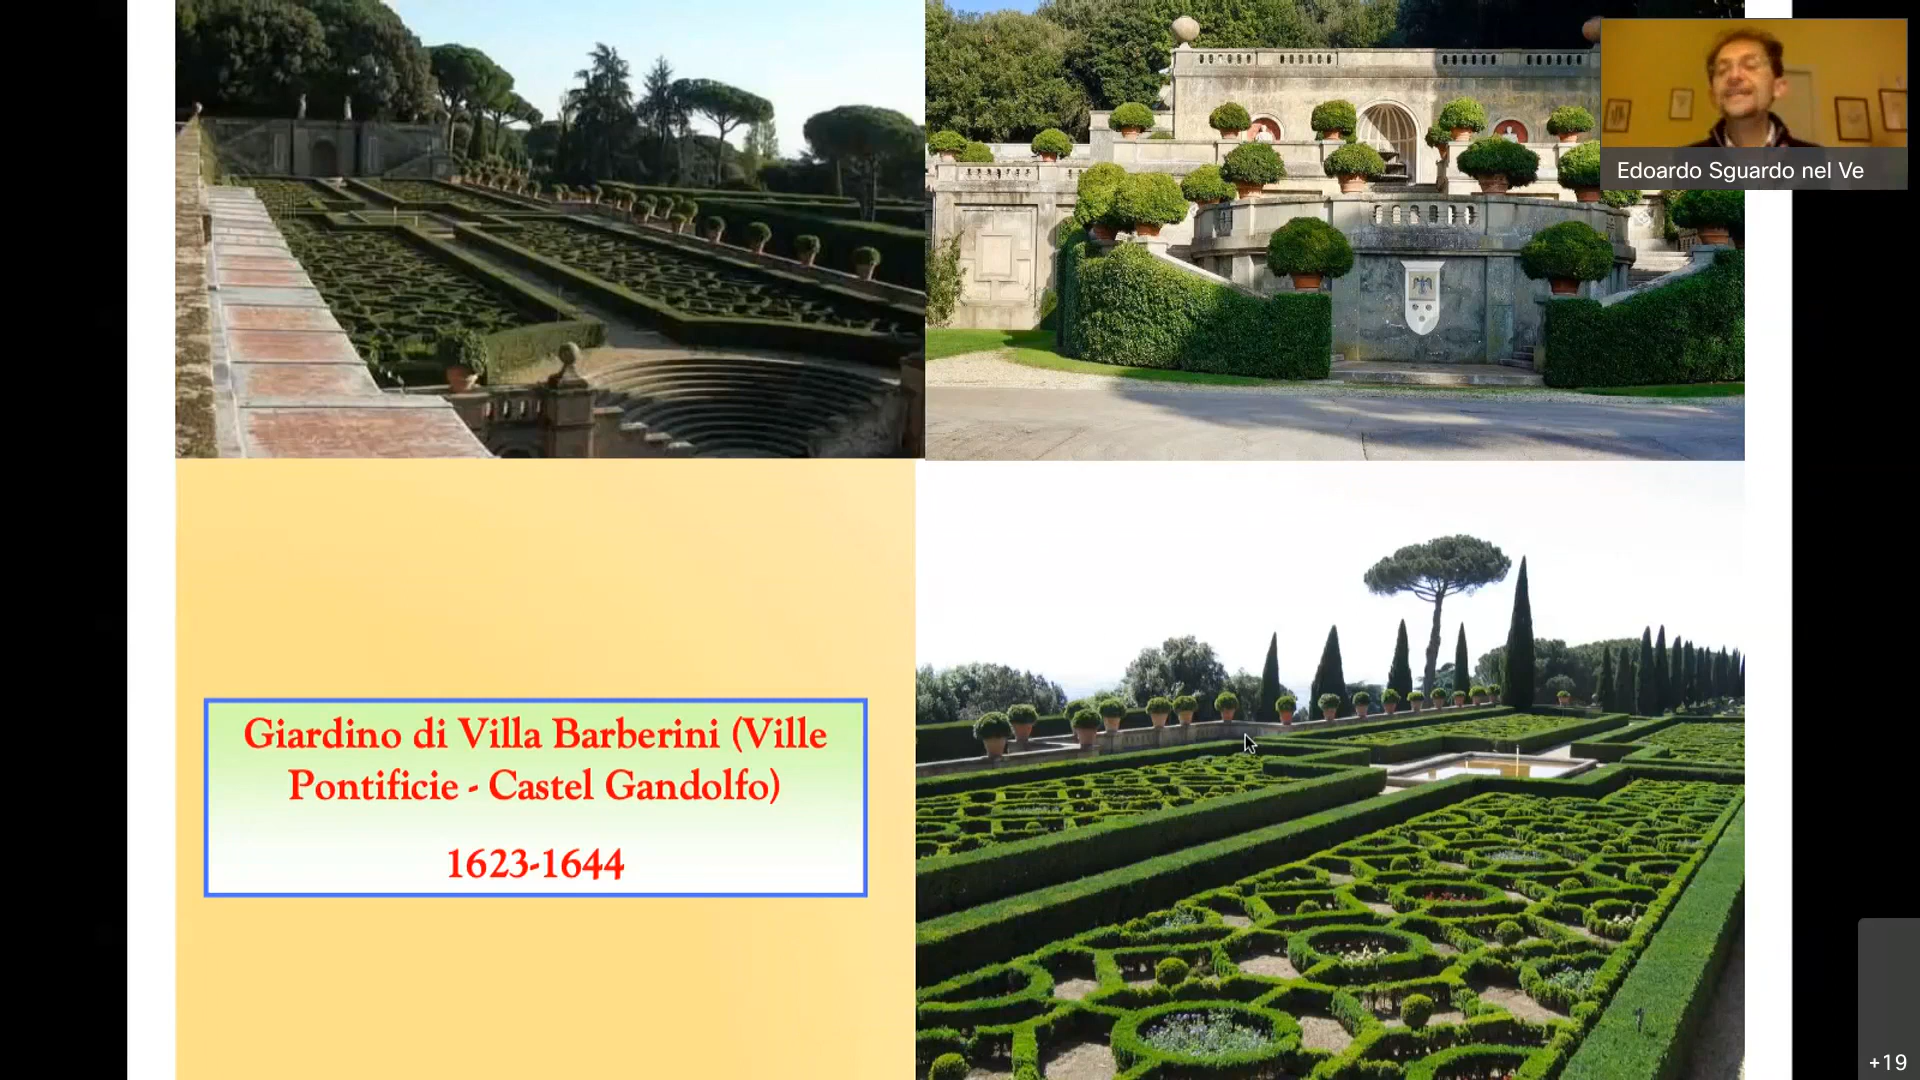 Edoardo Sguardo nel Ve
Giardino di Villa Barberini (Ville
Pontificie - Castel Gandolfo)
1623-1644
+19